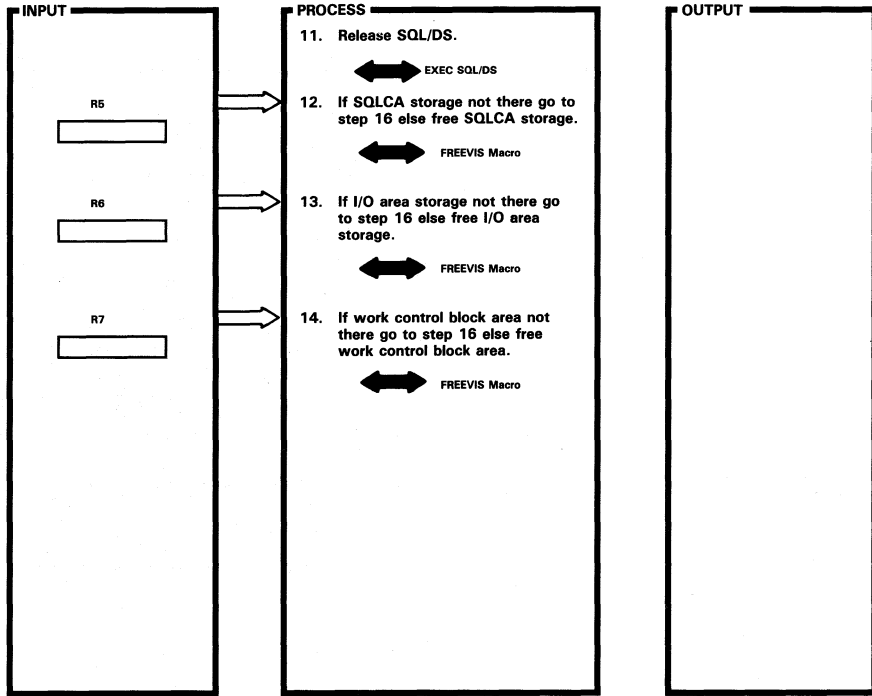 INPUT
R5
R6
R7
PROCESS
11. Release SQL/DS.
EXEC SQL/DS
12. If SQLCA storage not there go to
step 16 else free SQLCA storage.
FREEVIS Macro
13. If I/O area storage not there go
to step 16 else free I/O area
storage.
FREEVIS Macro
14. If work control block area not
there go to step 16 else free
work control block area.
FREEVIS Macro
OUTPUT